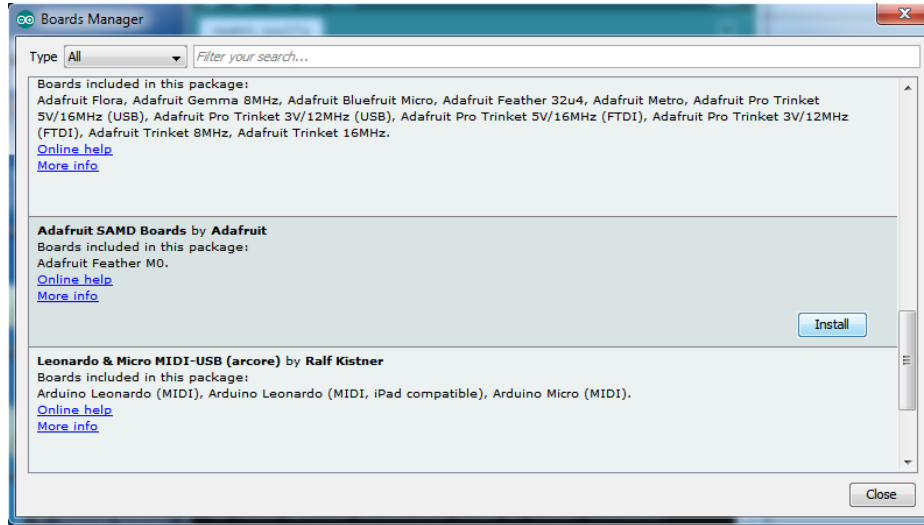 Boards Manager
Type All Filter your search...
Boards included in this package:
Adafruit Flora, Adafruit Gemma 8MHz, Adafruit Bluefruit Micro, Adafruit Feather 32u4, Adafruit Metro, Adafruit Pro Trinket
5V/16MHz (USB), Adafruit Pro Trinket 3V/12MHz (USB), Adafruit Pro Trinket 5V/16MHz (FTDI), Adafruit Pro Trinket 3V/12MHz
(FTDI), Adafruit Trinket 8MHz, Adafruit Trinket 16MHz.
Online help
More info
Adafruit SAMD Boards by Adafruit
Boards included in this package:
Adafruit Feather M0.
Online help
More info
Install
Leonardo & Micro MIDI-USB (arcore) by Ralf Kistner
Boards included in this package:
Arduino Leonardo (MIDI), Arduino Leonardo (MIDI, iPad compatible), Arduino Micro (MIDI).
Online help
More info
Close